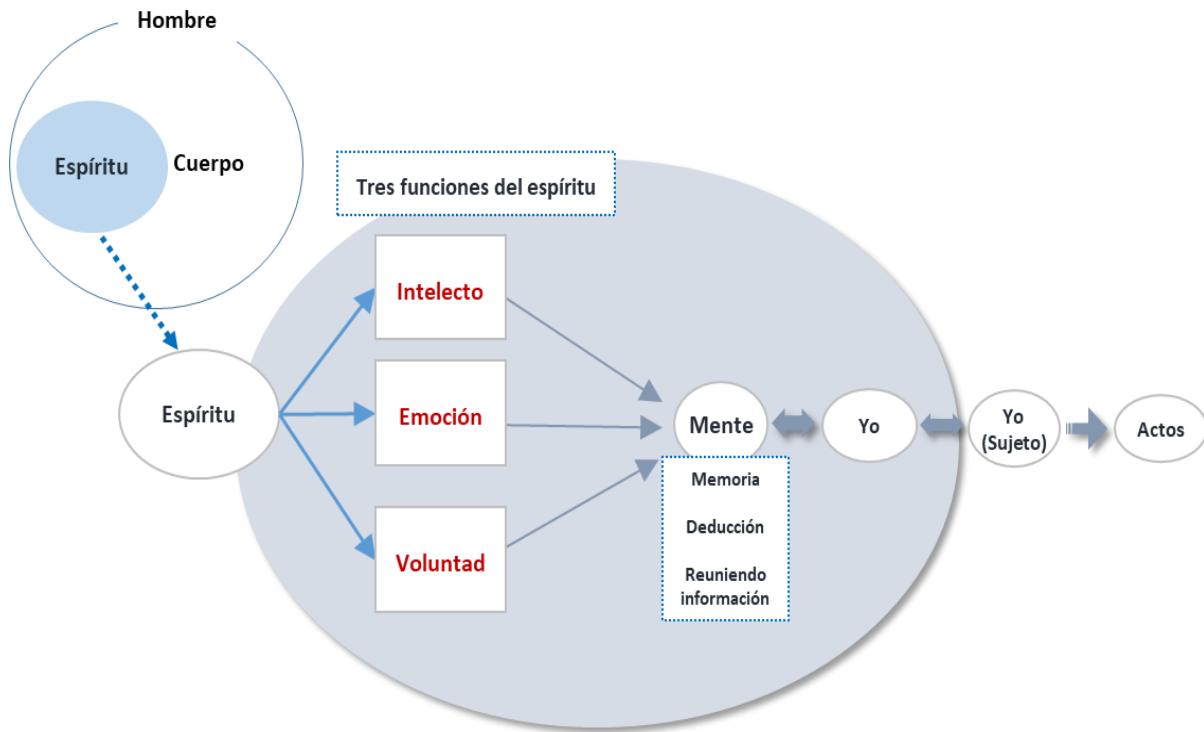 Hombre
Espíritu
Cuerpo
Tres funciones del espíritu
Intelecto
Espíritu
Emoción
Voluntad
Mente
Memoria
Deducción
Reuniendo
información
Yo
Yo
(Sujeto)
Actos